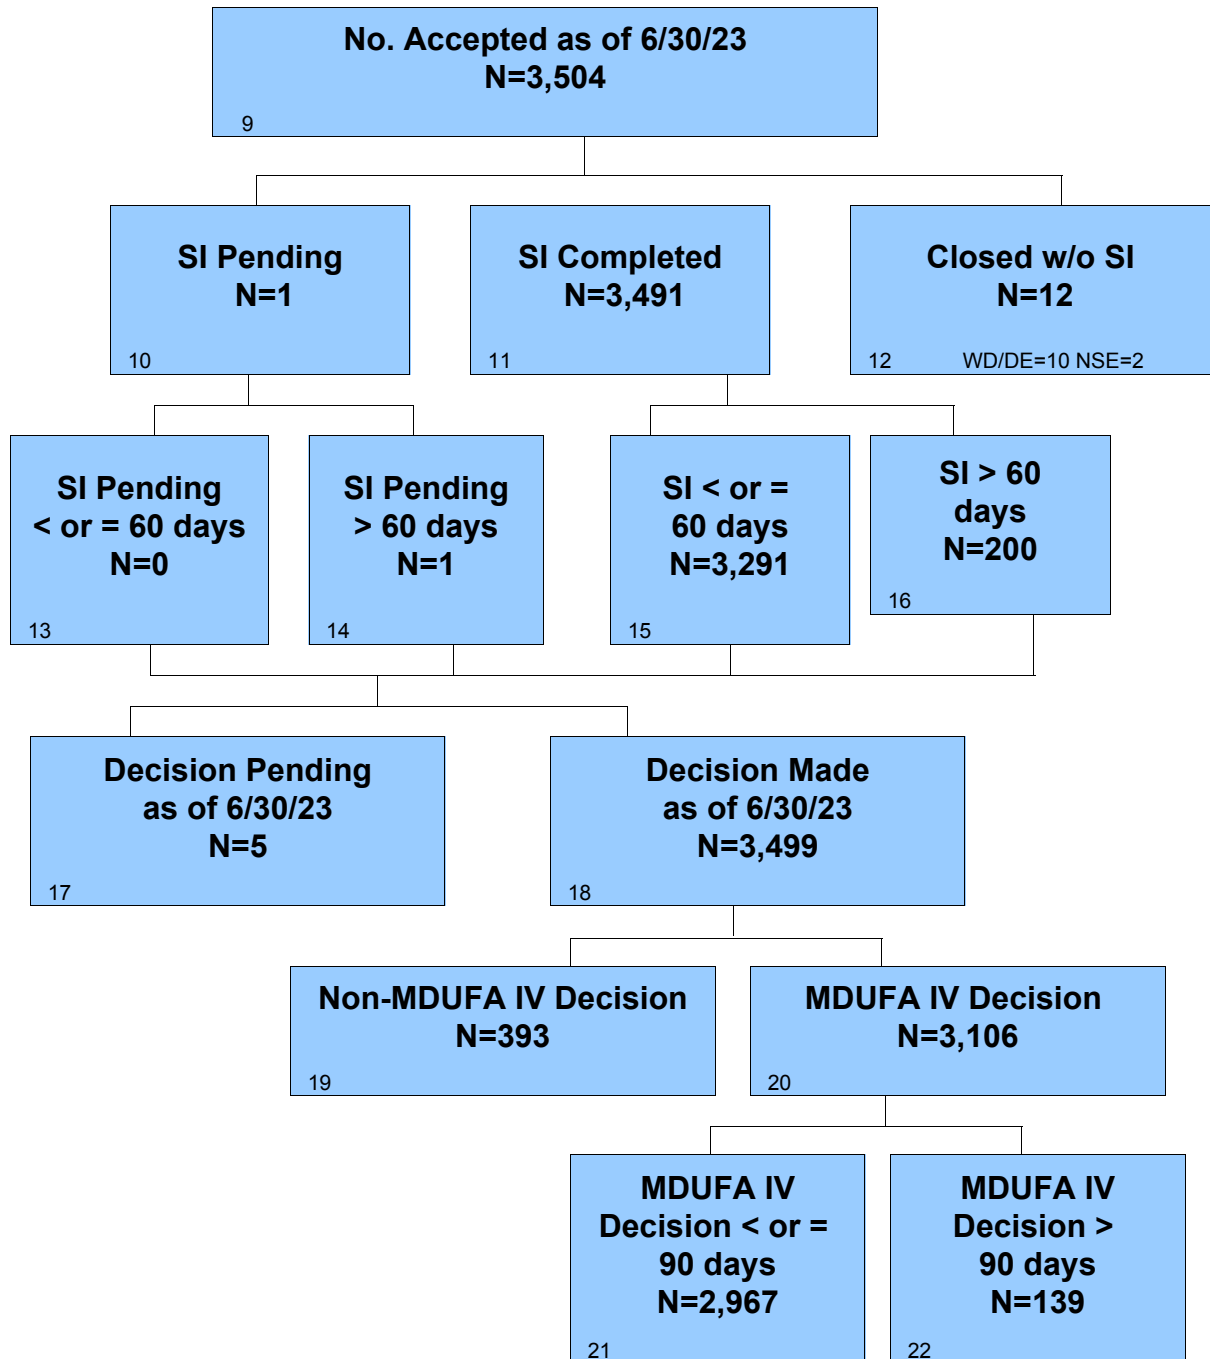 No. Accepted as of 6/30/23
N=3,504
9
SI Pending
N=1
10
SI Completed
N=3,491
11
Closed w/o SI
N=12
12 WD/DE=10 NSE=2
SI Pending
< or = 60 days
N=0
13
SI Pending
> 60 days
N=1
14
SI < or =
60 days
N=3,291
15
SI > 60
days
N=200
16
Decision Pending
as of 6/30/23
N=5
17
Decision Made
as of 6/30/23
N=3,499
18
Non-MDUFA IV Decision
N=393
19
MDUFA IV Decision
N=3,106
20
MDUFA IV
Decision < or =
90 days
N=2,967
21
MDUFA IV
Decision >
90 days
N=139
22